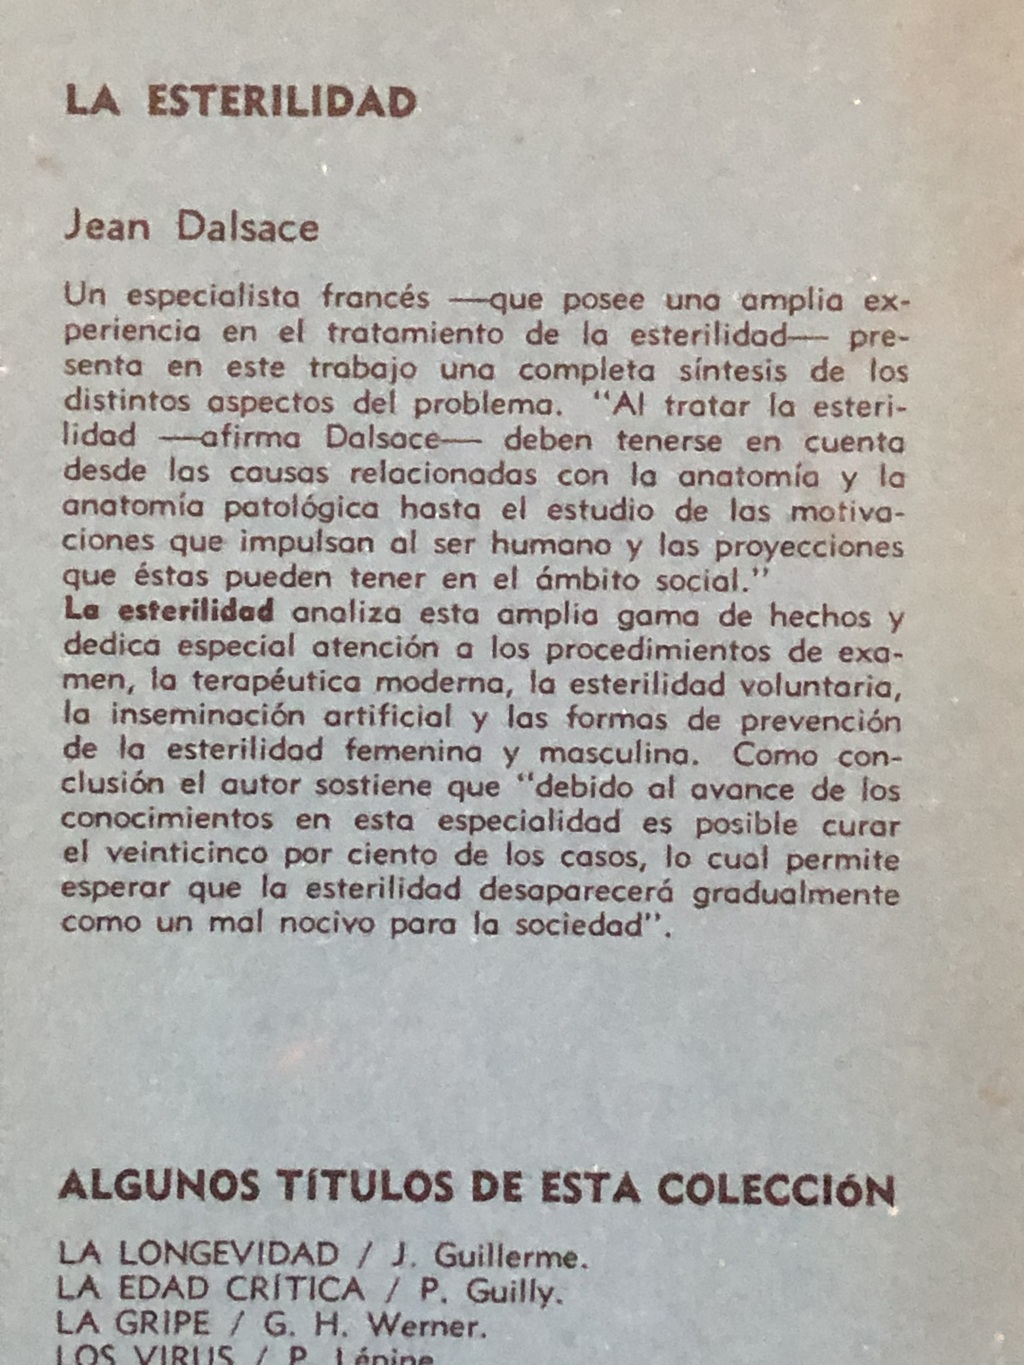 LA ESTERILIDAD
Jean Dalsace
Un especialista francés —que posee una amplia ex-
periencia en el tratamiento de la esterilidad— pre-
senta en este trabajo una completa síntesis de los
distintos aspectos del problema. "Al tratar la esteri-
lidad —afirma Dalsace— deben tenerse en cuenta
desde las causas relacionadas con la anatomía y la
anatomía patológica hasta el estudio de las motiva-
ciones que impulsan al ser humano y las proyecciones
que éstas pueden tener en el ámbito social."
La esterilidad analiza esta amplia gama de hechos y
dedica especial atención a los procedimientos de exa-
men, la terapéutica moderna, la esterilidad voluntaria,
la inseminación artificial y las formas de prevención
de la esterilidad femenina y masculina. Como con-
clusión el autor sostiene que "debido al avance de los
conocimientos en esta especialidad es posible curar
el veinticinco por ciento de los casos, lo cual permite
esperar que la esterilidad desaparecerá gradualmente
como un mal nocivo para la sociedad".
ALGUNOS TÍTULOS DE ESTA COLECCIÓN
LA LONGEVIDAD / J. Guillerme.
LA EDAD CRÍTICA / P. Guilly.
LA GRIPE / G. H. Werner.
LOS VIRUS / P. Lépine